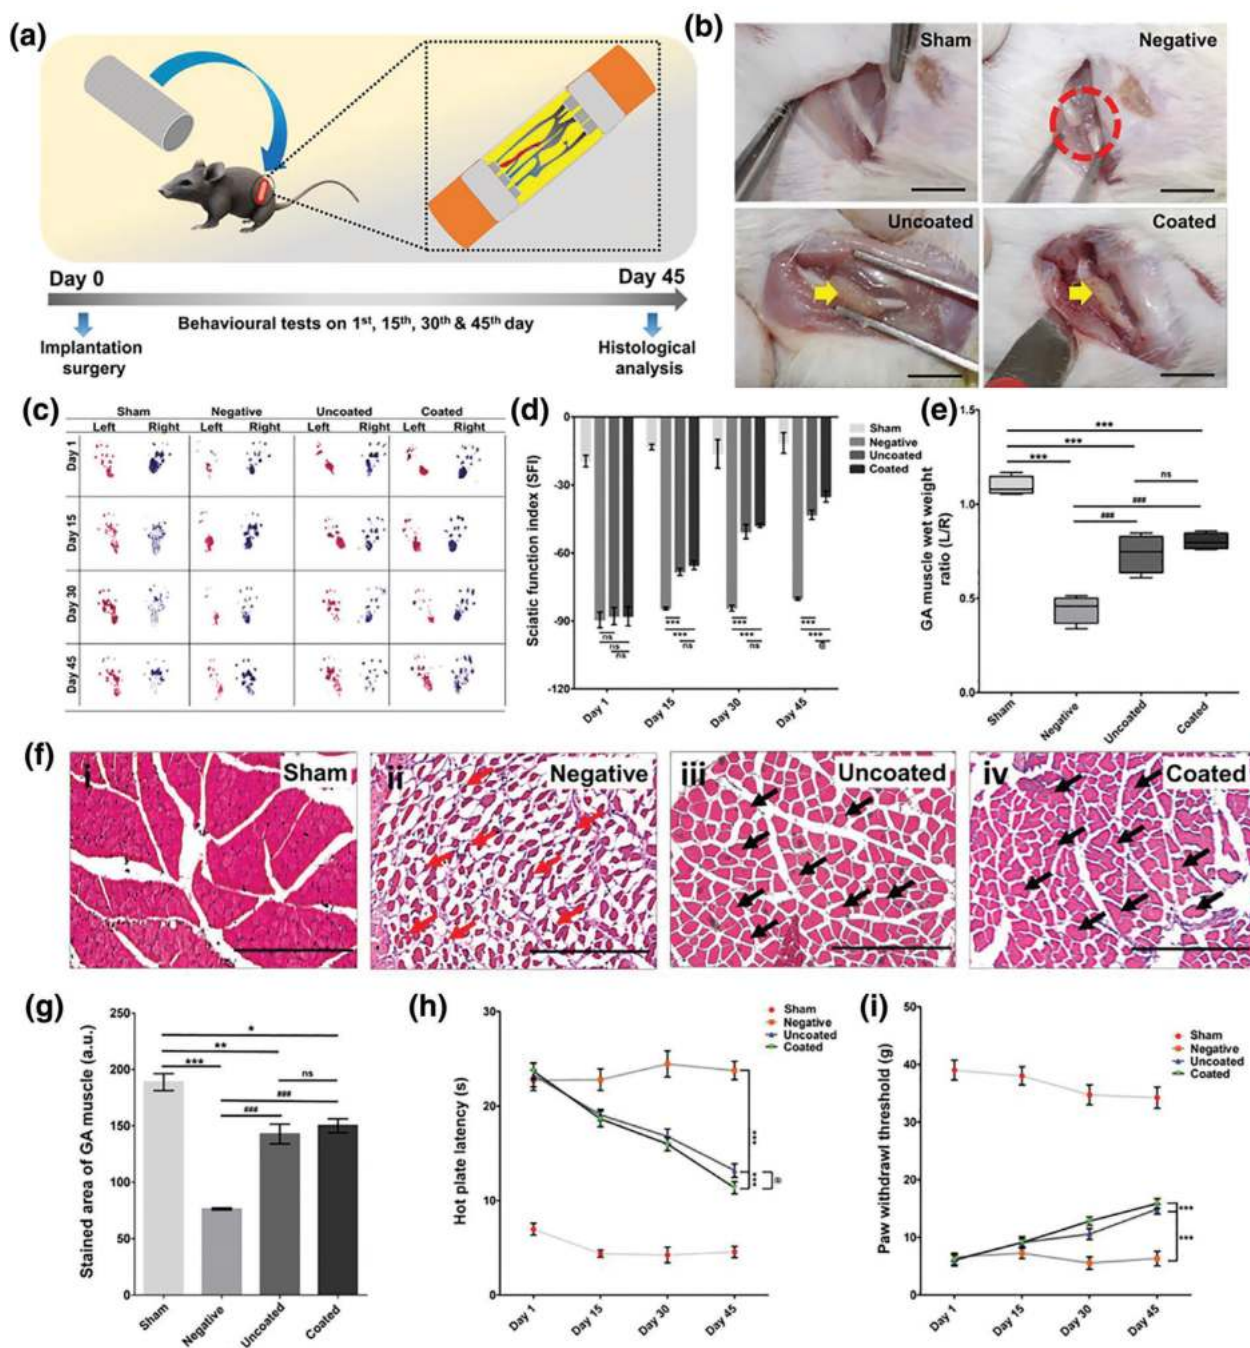 (a)
Day 0
Day 45
Behavioural tests on 1st, 15th, 30th & 45th day
Implantation
surgery
Histological
analysis
(b)
Sham
Negative
Uncoated
Coated
(c)
Sham
Negative
Uncoated
Coated
Left
Right
Left
Right
Left
Right
Left
Right
Day 1
Day 15
Day 30
Day 45
(d)
Sciatic function index (SFI)
0
-30
-60
-90
-120
Sham
Negative
Uncoated
Coated
ns
ns
ns
***
***
ns
***
***
ns
***
***
@
Day 1
Day 15
Day 30
Day 45
(e)
GA muscle wet weight
ratio (L/R)
1.5
1.0
0.5
0.0
***
***
***
ns
###
###
Sham
Negative
Uncoated
Coated
(f)
i
Sham
ii
Negative
iii
Uncoated
iv
Coated
(g)
Stained area of GA muscle (a.u.)
250
200
150
100
50
0
*
**
***
ns
###
###
Sham
Negative
Uncoated
Coated
(h)
Hot plate latency (s)
30
20
10
0
Sham
Negative
Uncoated
Coated
***
***
@
Day 1
Day 15
Day 30
Day 45
(i)
Paw withdrawl threshold (g)
50
40
30
20
10
0
Sham
Negative
Uncoated
Coated
***
***
Day 1
Day 15
Day 30
Day 45